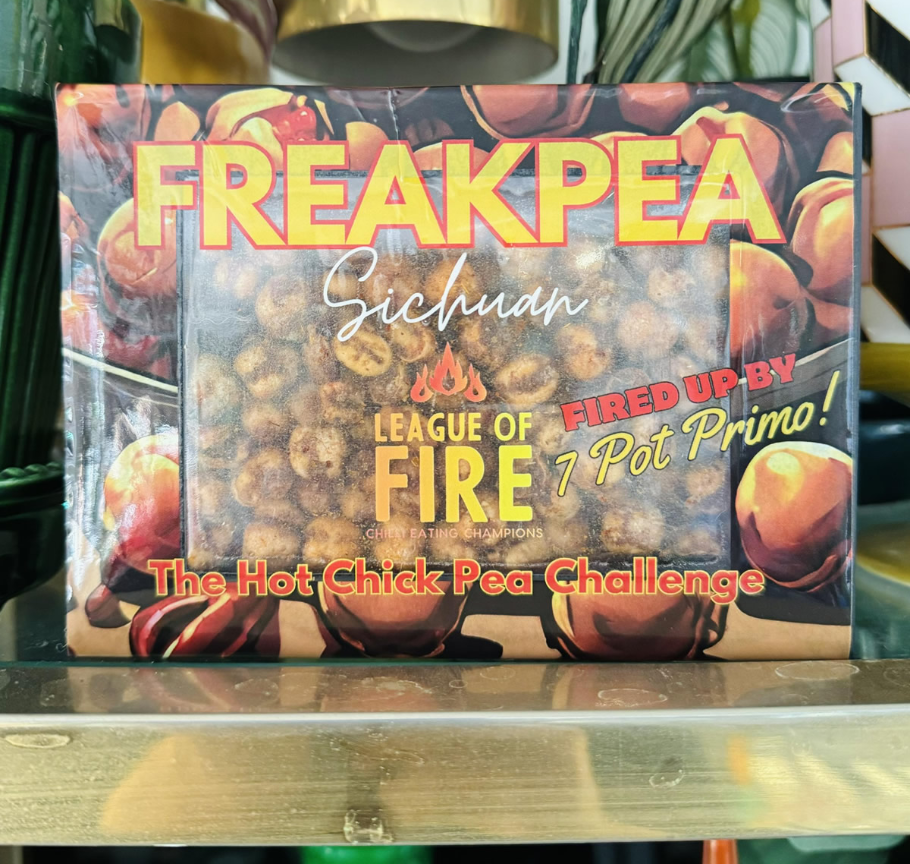 FREAKPEA
Sichuan
FIRED UP BY
7 Pot Primo!
LEAGUE OF
FIRE
CHILLI EATING CHAMPIONS
The Hot Chick Pea Challenge